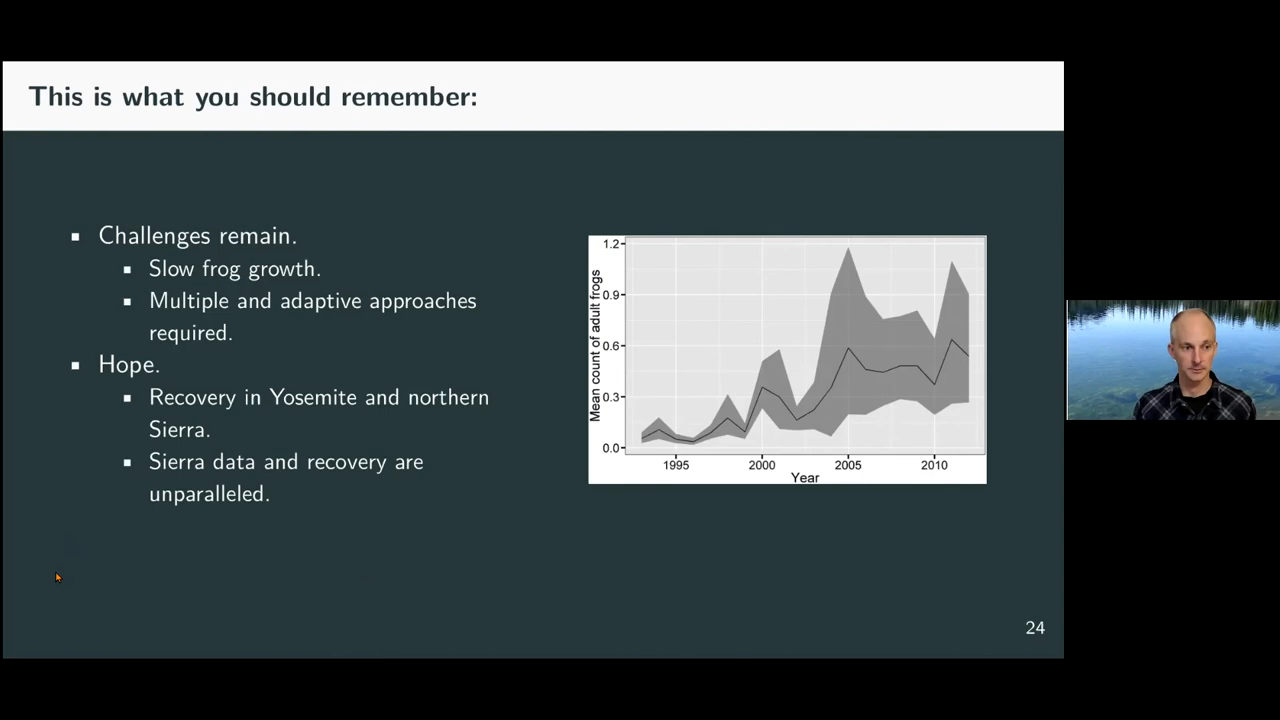 This is what you should remember:
Challenges remain.
Slow frog growth.
Multiple and adaptive approaches
required.
Hope.
Recovery in Yosemite and northern
Sierra.
Sierra data and recovery are
unparalleled.
Mean count of adult frogs
1.2
0.9
0.6
0.3
0.0
1995 2000 2005 2010
Year
24